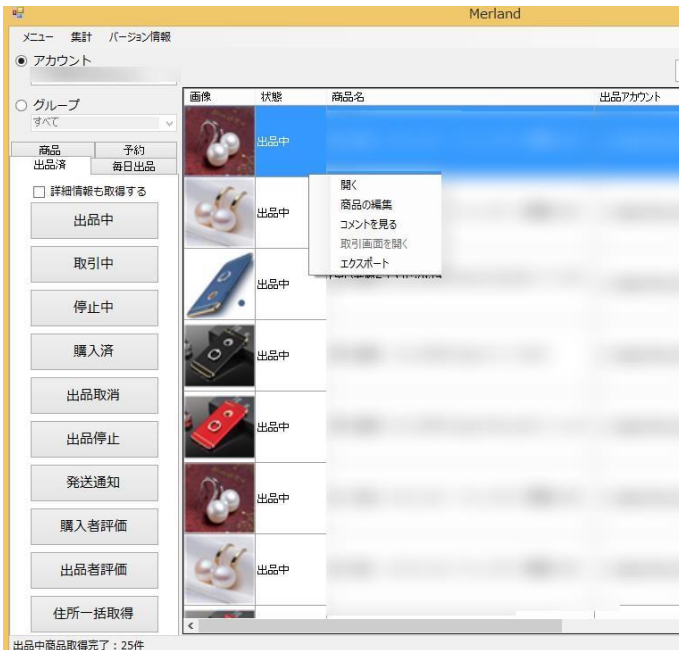 Merland
メニュー 集計 バージョン情報
アカウント
グループ
すべて
商品 予約
出品済 毎日出品
詳細情報も取得する
出品中
取引中
停止中
購入済
出品取消
出品停止
発送通知
購入者評価
出品者評価
住所一括取得
画像 状態 商品名 出品アカウント
出品中
出品中
出品中
出品中
出品中
出品中
出品中
開く
商品の編集
コメントを見る
取引画面を開く
エクスポート
出品中商品取得完了：25件